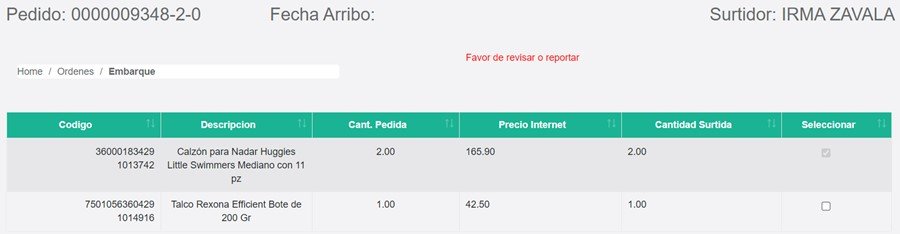 Pedido: 0000009348-2-0 Fecha Arribo: Surtidor: IRMA ZAVALA
Favor de revisar o reportar
Home / Ordenes / Embarque
Codigo Descripcion Cant. Pedida Precio Internet Cantidad Surtida Seleccionar
36000183429 Calzón para Nadar Huggies 2.00 165.90 2.00
1013742 Little Swimmers Mediano con 11
pz
7501056360429 Talco Rexona Efficient Bote de 1.00 42.50 1.00
1014916 200 Gr